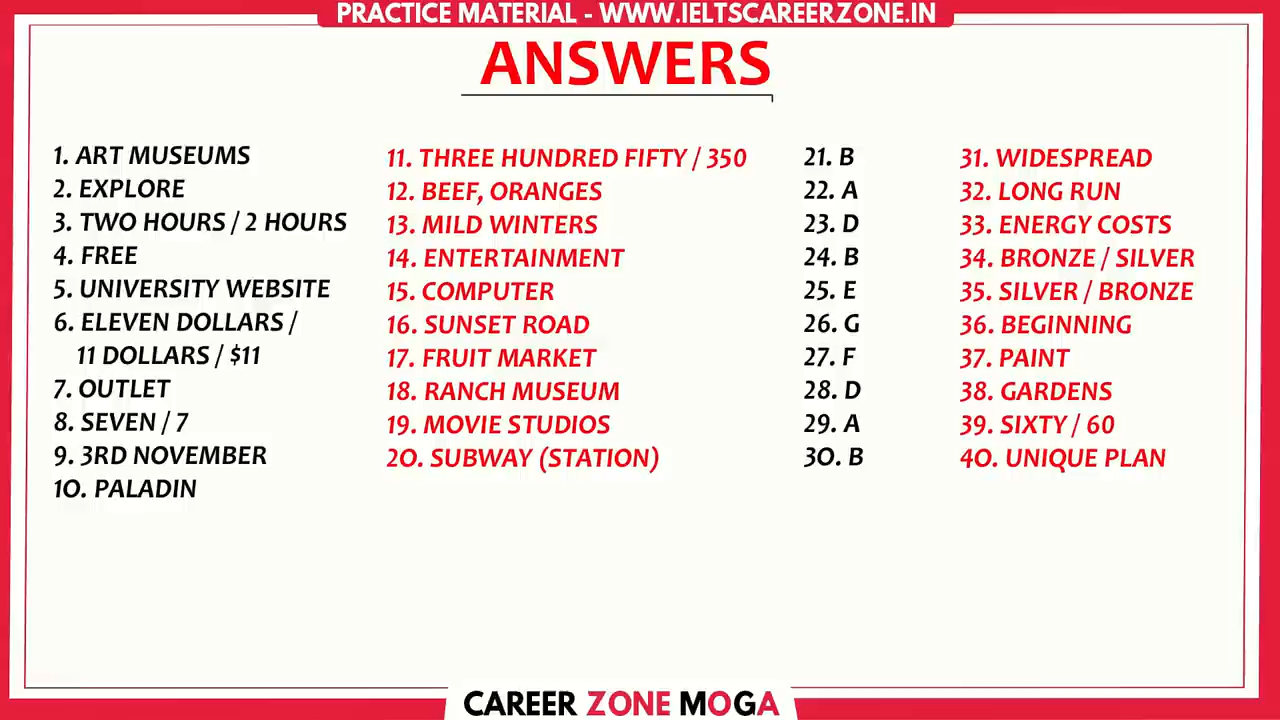 PRACTICE MATERIAL - WWW.IELTSCAREERZONE.IN
ANSWERS
1. ART MUSEUMS
2. EXPLORE
3. TWO HOURS / 2 HOURS
4. FREE
5. UNIVERSITY WEBSITE
6. ELEVEN DOLLARS /
11 DOLLARS / $11
7. OUTLET
8. SEVEN / 7
9. 3RD NOVEMBER
10. PALADIN
11. THREE HUNDRED FIFTY / 350
12. BEEF, ORANGES
13. MILD WINTERS
14. ENTERTAINMENT
15. COMPUTER
16. SUNSET ROAD
17. FRUIT MARKET
18. RANCH MUSEUM
19. MOVIE STUDIOS
20. SUBWAY (STATION)
21. B
22. A
23. D
24. B
25. E
26. G
27. F
28. D
29. A
30. B
31. WIDESPREAD
32. LONG RUN
33. ENERGY COSTS
34. BRONZE / SILVER
35. SILVER / BRONZE
36. BEGINNING
37. PAINT
38. GARDENS
39. SIXTY / 60
40. UNIQUE PLAN
CAREER ZONE MOGA